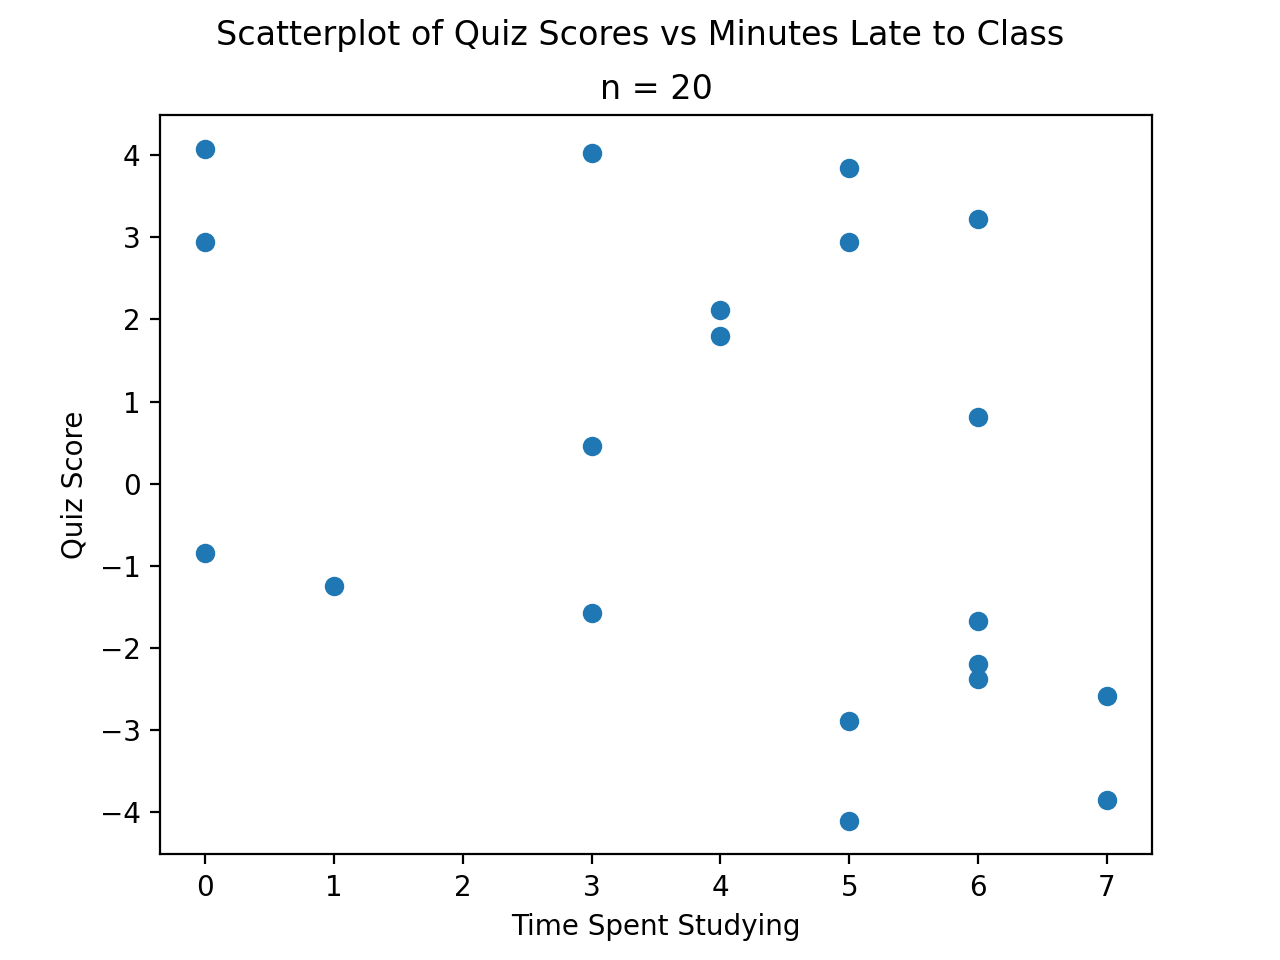 Scatterplot of Quiz Scores vs Minutes Late to Class
n = 20
4
3
2
1
0
−1
−2
−3
−4
Quiz Score
0 1 2 3 4 5 6 7
Time Spent Studying